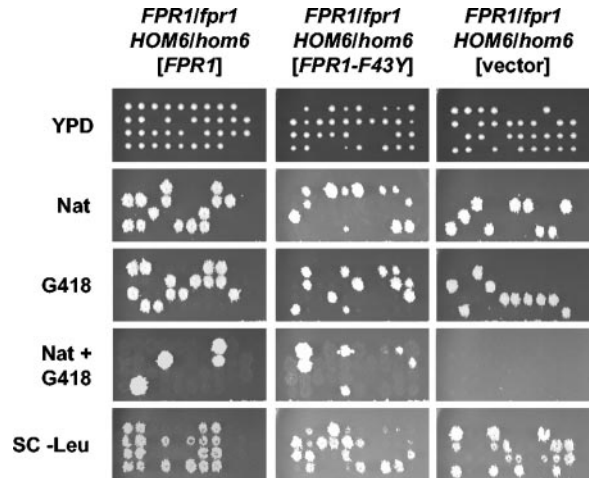 FPR1/fpr1 FPR1/fpr1 FPR1/fpr1
HOM6/hom6 HOM6/hom6 HOM6/hom6
[FPR1] [FPR1-F43Y] [vector]
YPD
Nat
G418
Nat +
G418
SC -Leu